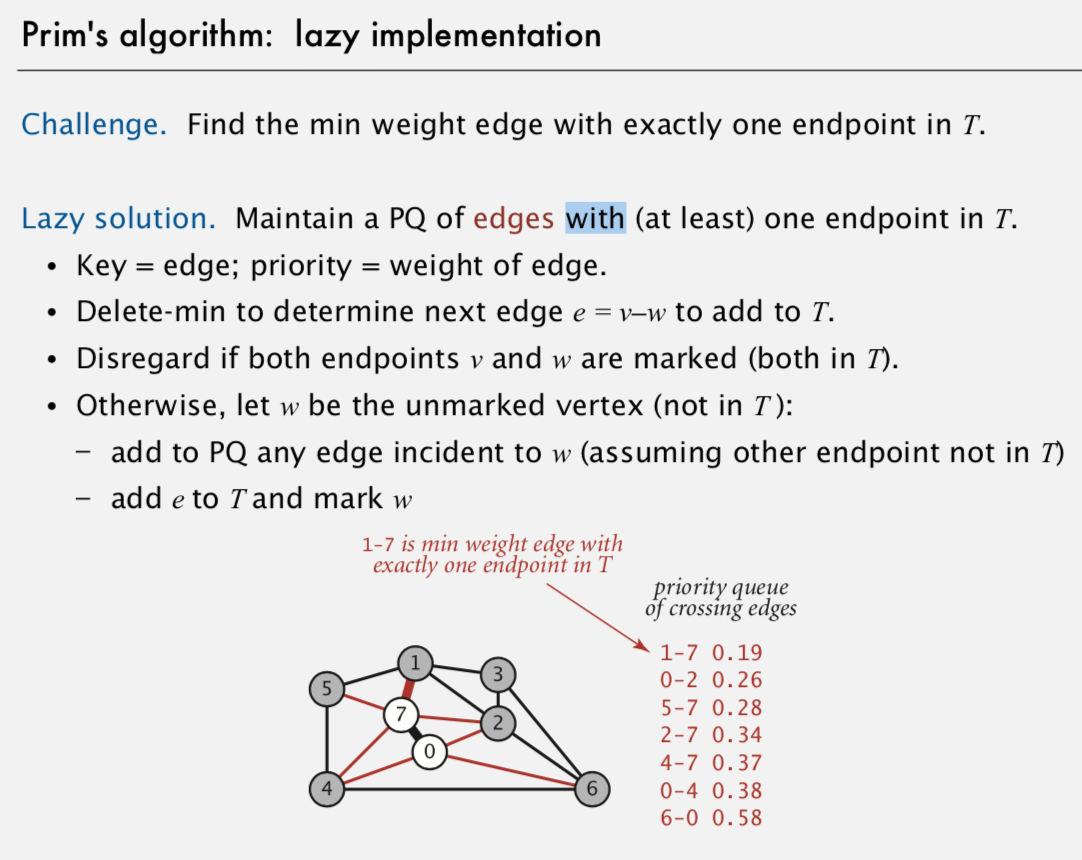 Prim's algorithm: lazy implementation
Challenge. Find the min weight edge with exactly one endpoint in T.
Lazy solution. Maintain a PQ of edges with (at least) one endpoint in T.
• Key = edge; priority = weight of edge.
• Delete-min to determine next edge e = v–w to add to T.
• Disregard if both endpoints v and w are marked (both in T).
• Otherwise, let w be the unmarked vertex (not in T ):
– add to PQ any edge incident to w (assuming other endpoint not in T)
– add e to T and mark w
1-7 is min weight edge with
exactly one endpoint in T
priority queue
of crossing edges
1-7 0.19
0-2 0.26
5-7 0.28
2-7 0.34
4-7 0.37
0-4 0.38
6-0 0.58
1
3
5
7
2
0
4
6